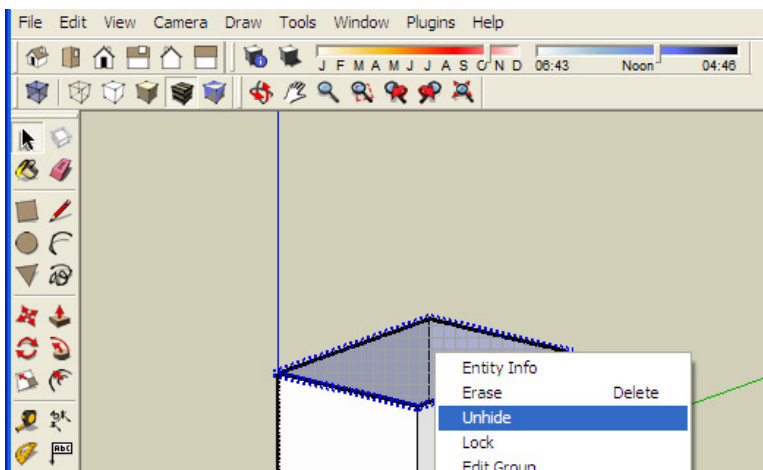 File Edit View Camera Draw Tools Window Plugins Help
J F M A M J J A S O N D 06:43 Noon 04:46
Entity Info
Erase Delete
Unhide
Lock
Edit Group
ABC